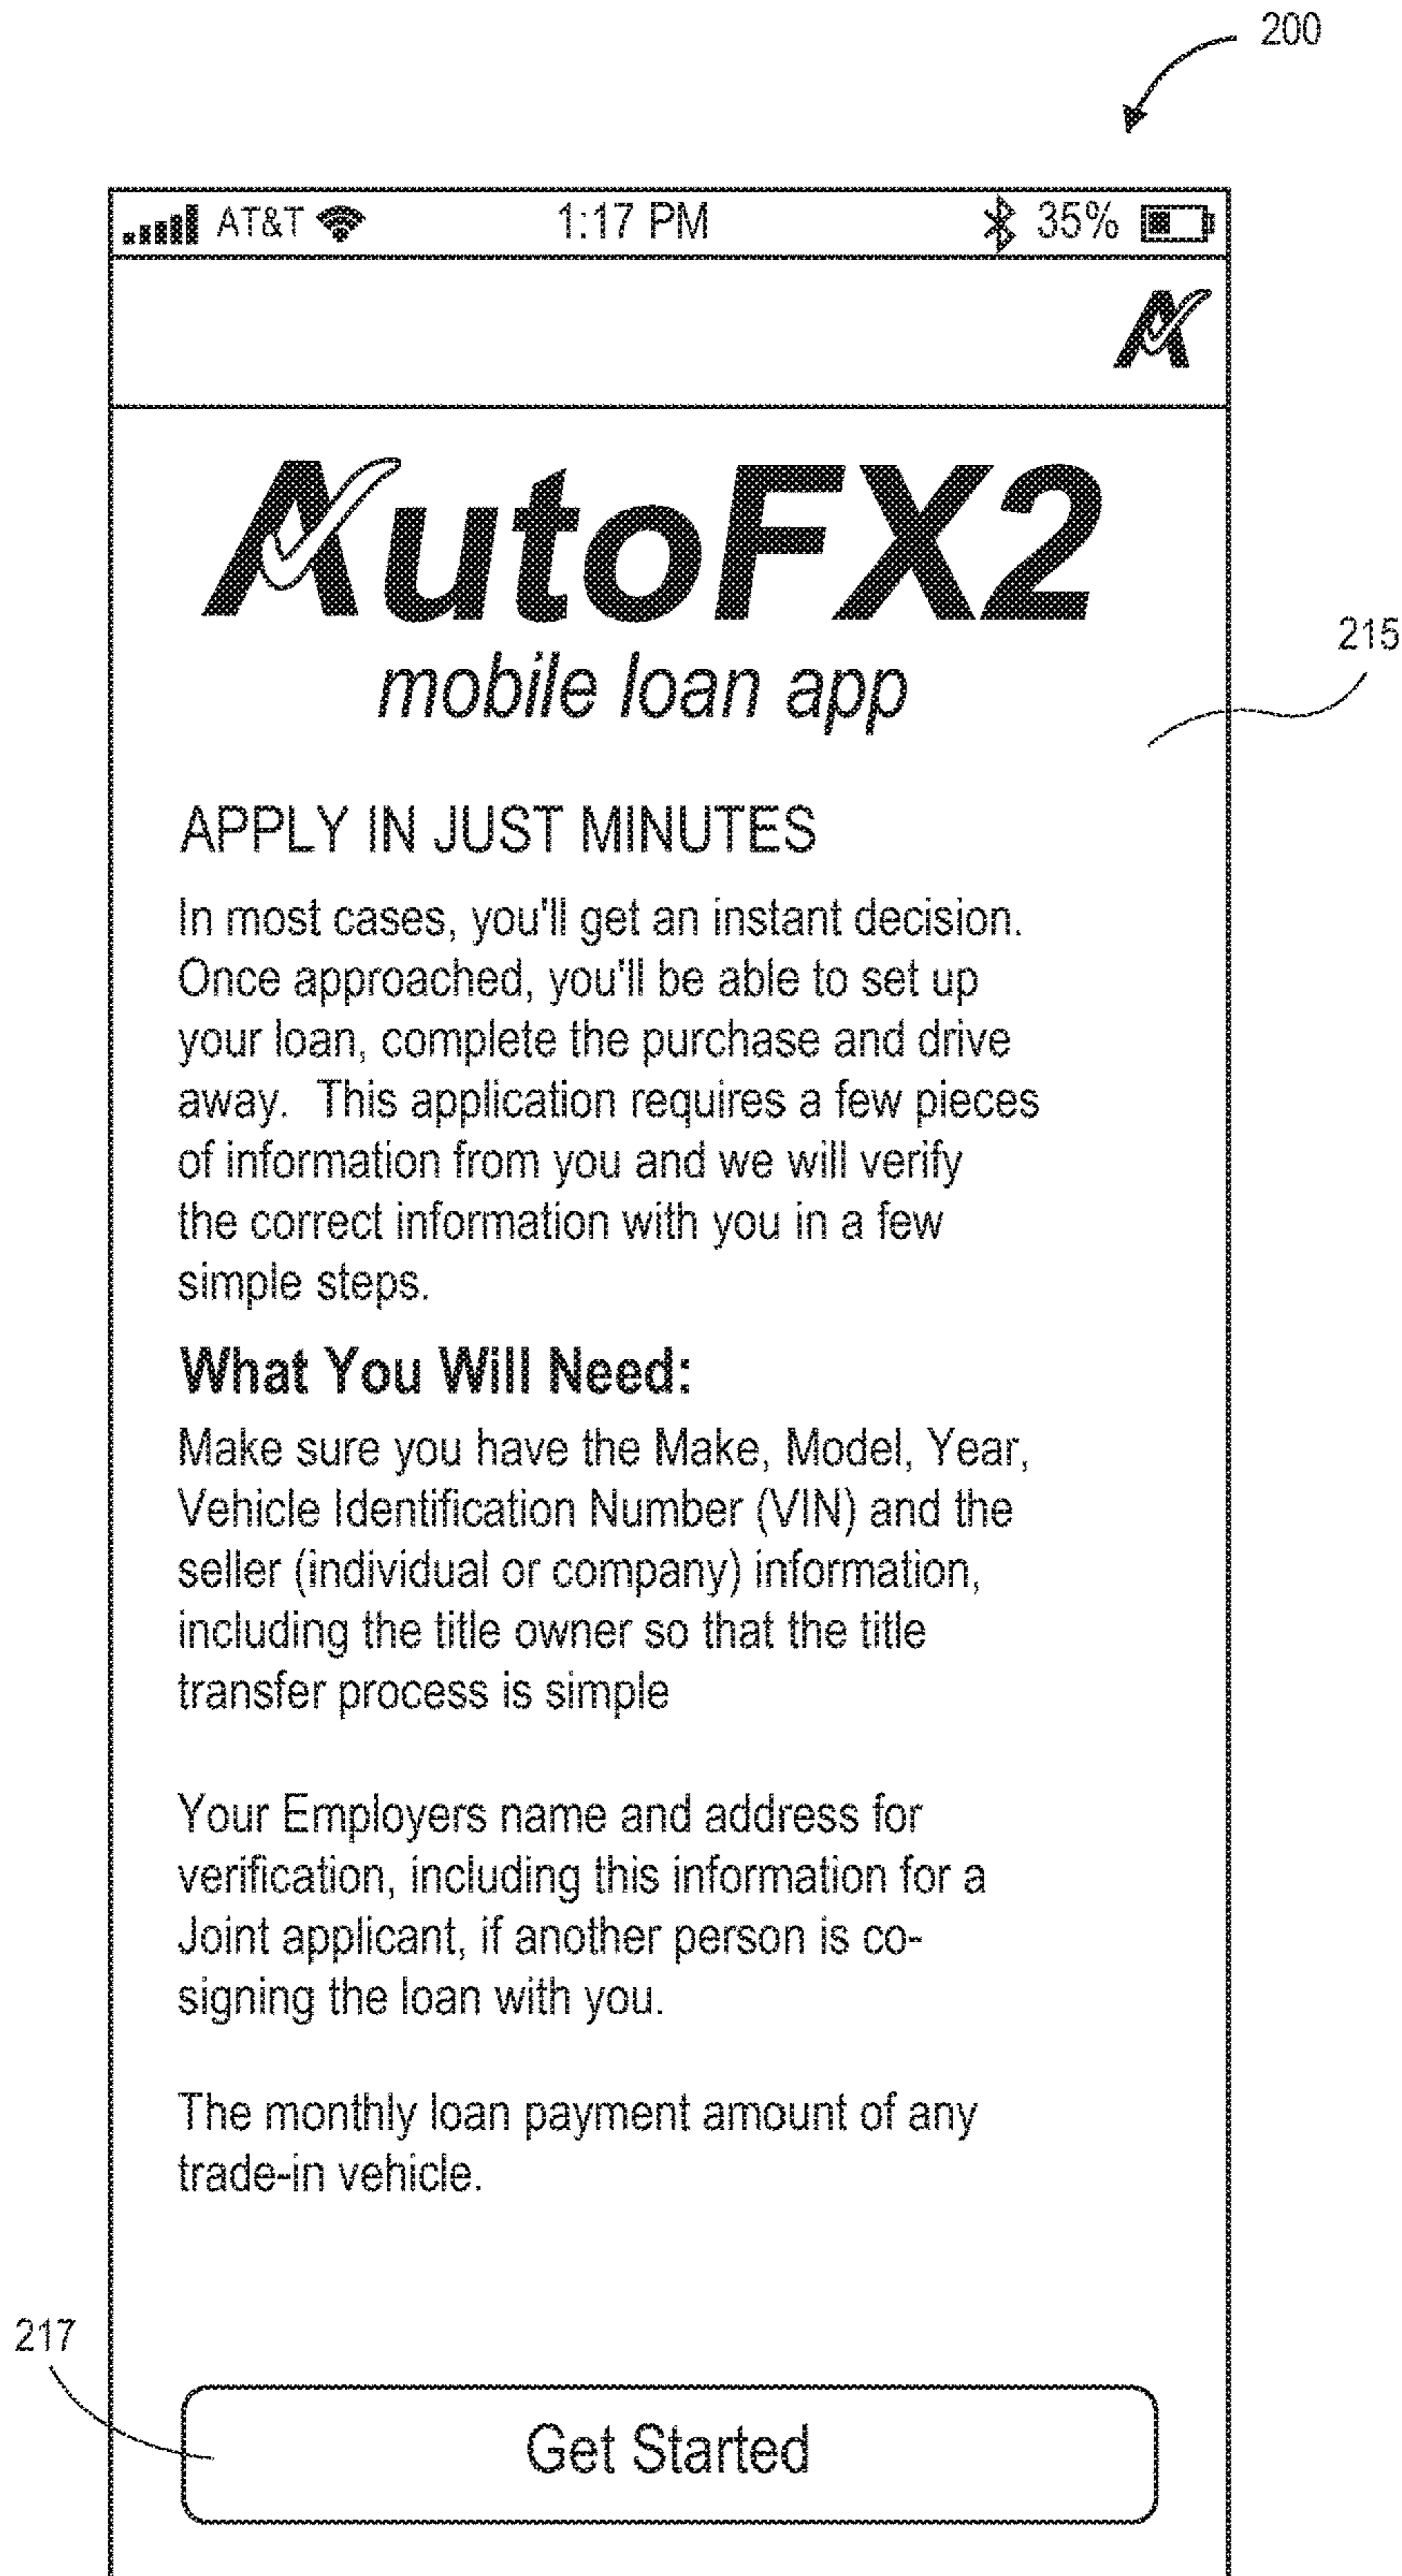 200
AT&T 1:17 PM 35%
AutoFX2
mobile loan app
215
APPLY IN JUST MINUTES
In most cases, you'll get an instant decision.
Once approached, you'll be able to set up
your loan, complete the purchase and drive
away.  This application requires a few pieces
of information from you and we will verify
the correct information with you in a few
simple steps.
What You Will Need:
Make sure you have the Make, Model, Year,
Vehicle Identification Number (VIN) and the
seller (individual or company) information,
including the title owner so that the title
transfer process is simple
Your Employers name and address for
verification, including this information for a
Joint applicant, if another person is co-
signing the loan with you.
The monthly loan payment amount of any
trade-in vehicle.
217
Get Started